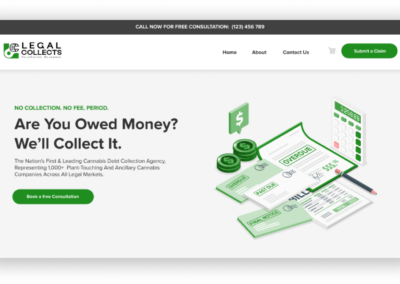 CALL NOW FOR FREE CONSULTATION: (123) 456 789
LEGAL
COLLECTS
Home
About
Contact Us
Submit a Claim
NO COLLECTION. NO FEE. PERIOD.
Are You Owed Money?
We'll Collect It.
The Nation's First & Leading Cannabis Debt Collection Agency.
Representing 1,000+ Plant-Touching And Ancillary Cannabis
Companies Across All Legal Markets.
Book a free Consultation
OVERDUE
PAST DUE
FINAL NOTICE
BILL